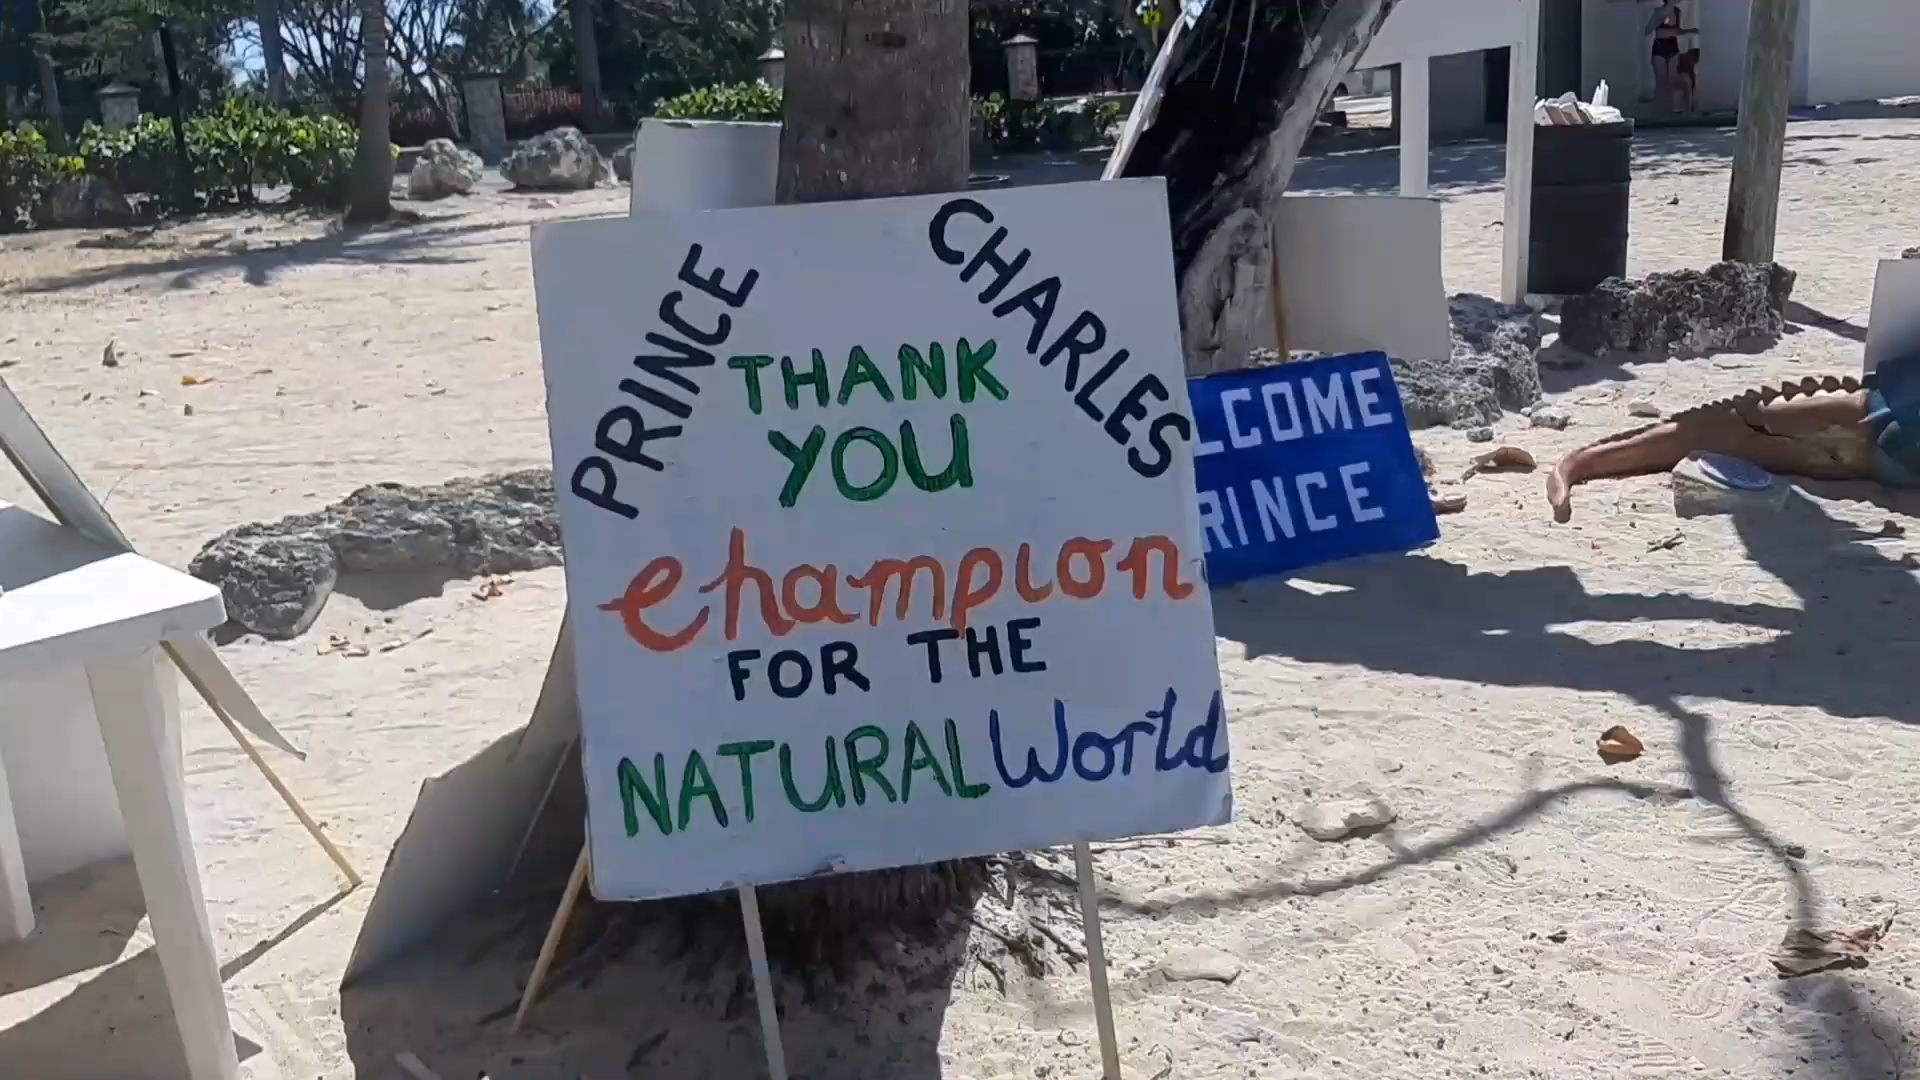 PRINCE CHARLES
THANK
YOU
Champion
FOR THE
NATURAL World
LCOME
RINCE